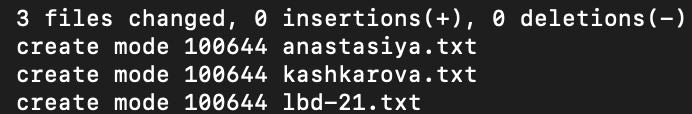 3 files changed, 0 insertions(+), 0 deletions(-)
create mode 100644 anastasiya.txt
create mode 100644 kashkarova.txt
create mode 100644 lbd-21.txt